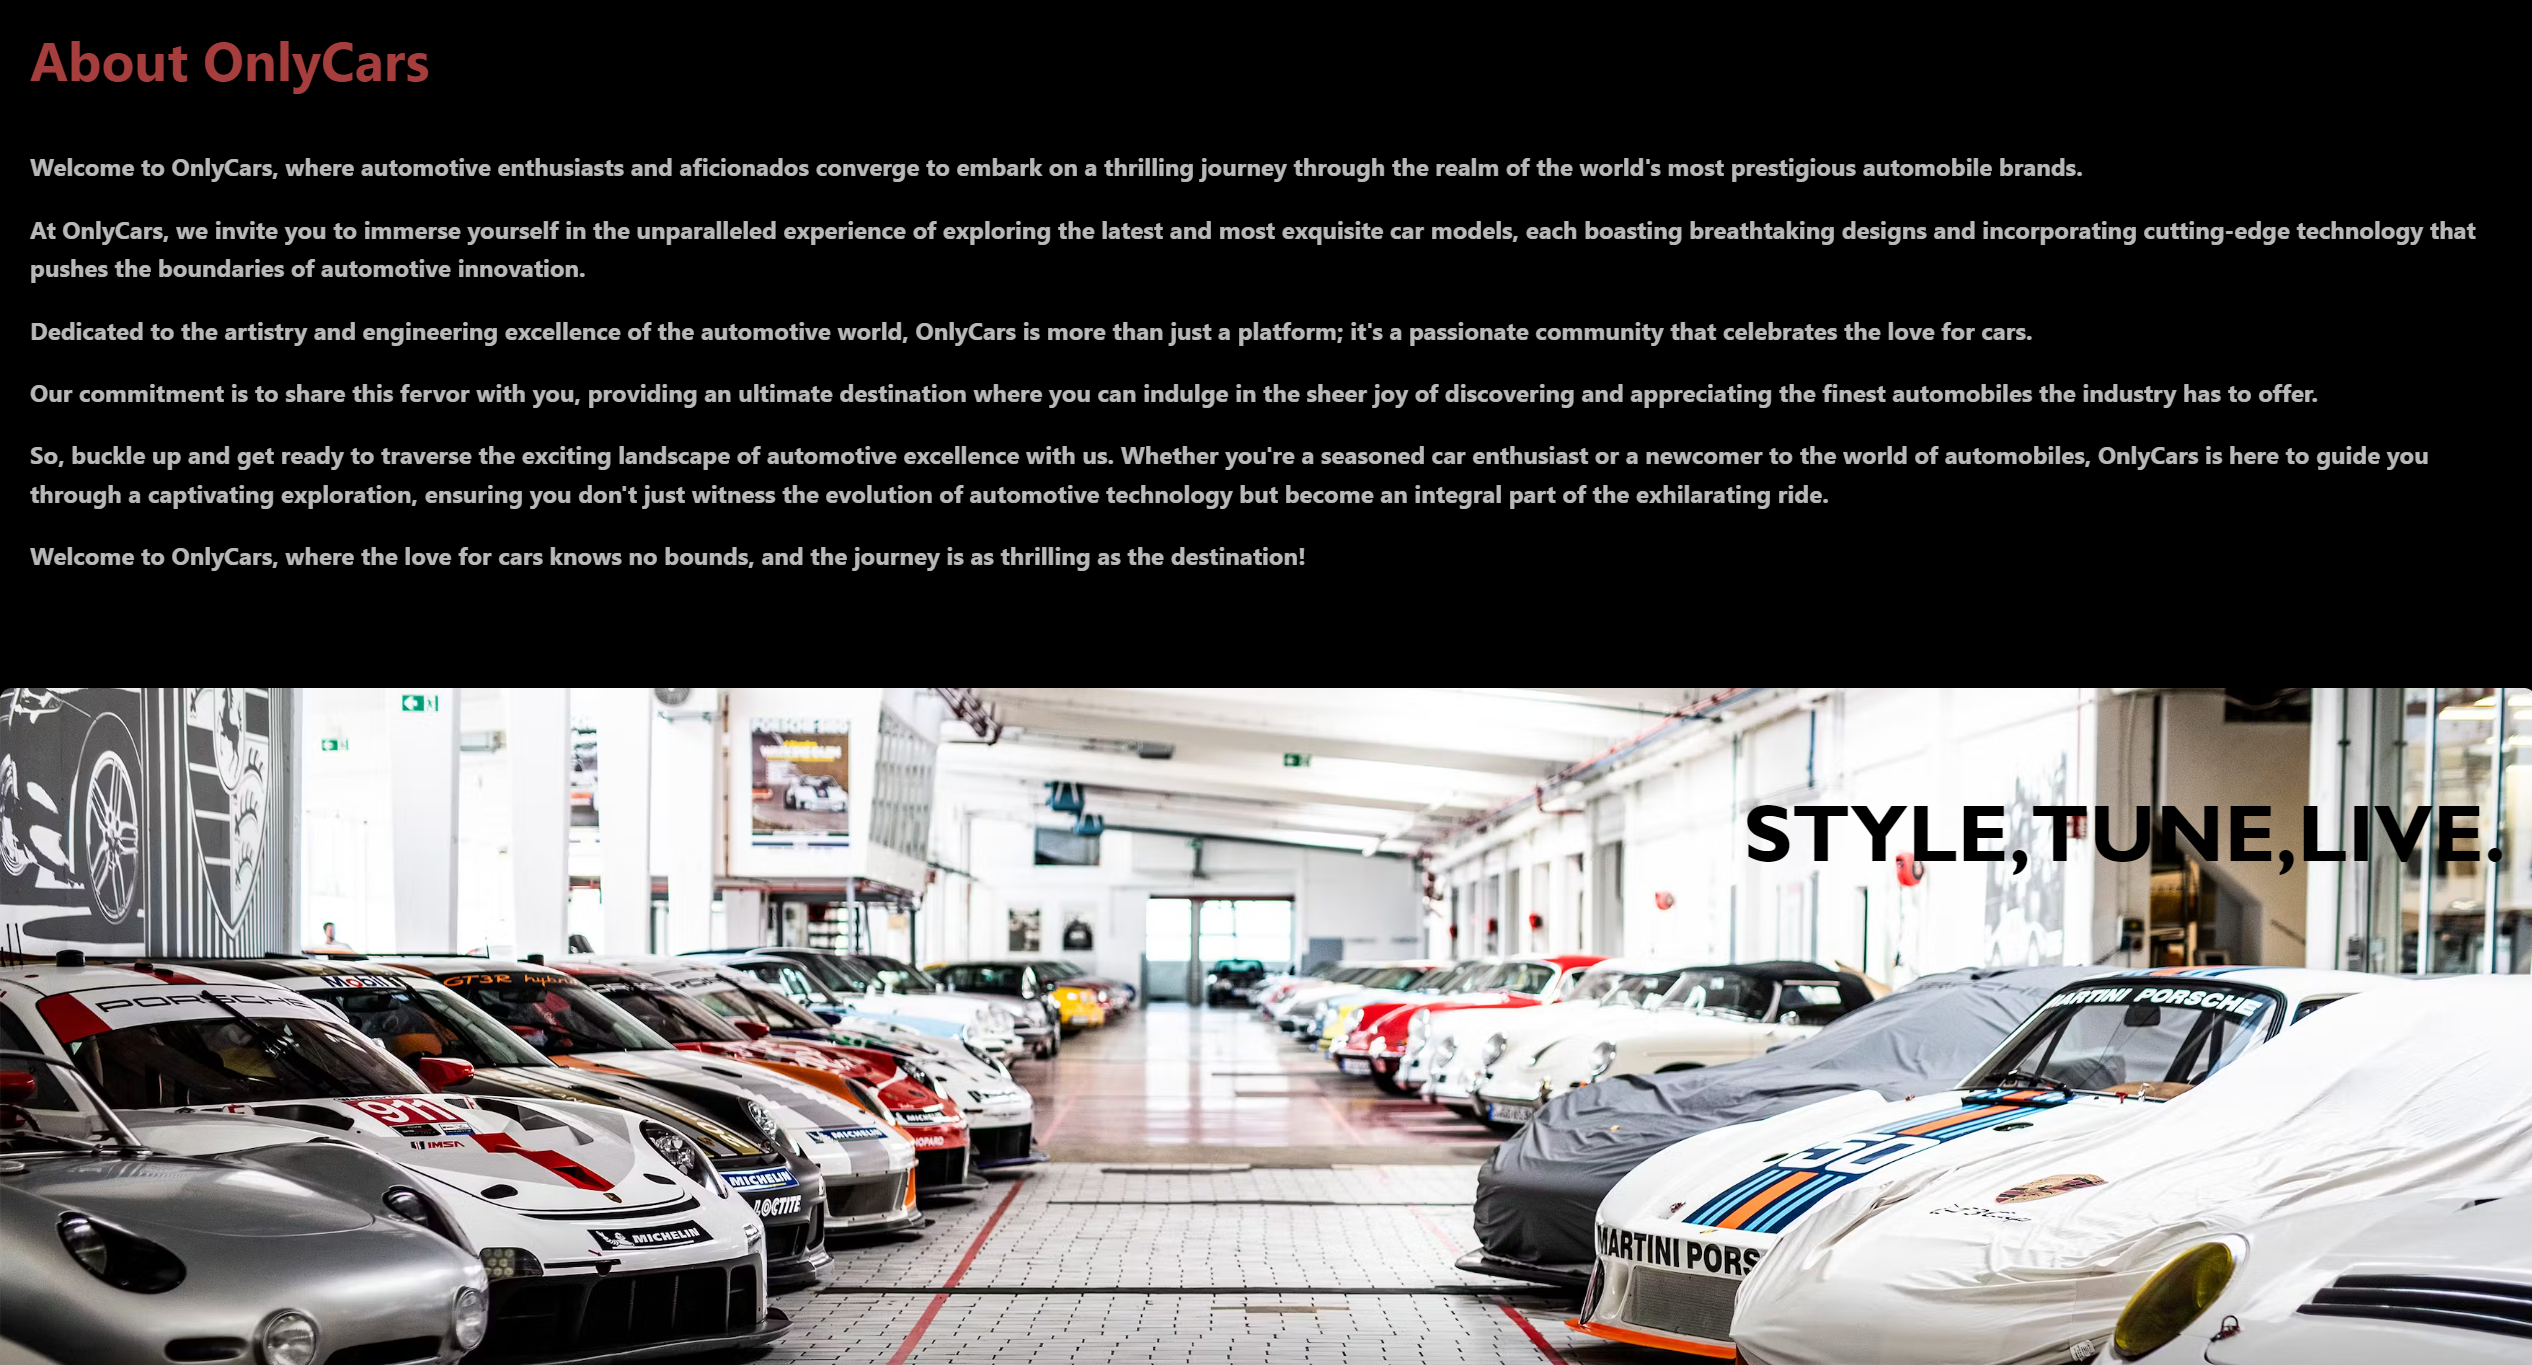 About OnlyCars
Welcome to OnlyCars, where automotive enthusiasts and aficionados converge to embark on a thrilling journey through the realm of the world's most prestigious automobile brands.
At OnlyCars, we invite you to immerse yourself in the unparalleled experience of exploring the latest and most exquisite car models, each boasting breathtaking designs and incorporating cutting-edge technology that
pushes the boundaries of automotive innovation.
Dedicated to the artistry and engineering excellence of the automotive world, OnlyCars is more than just a platform; it's a passionate community that celebrates the love for cars.
Our commitment is to share this fervor with you, providing an ultimate destination where you can indulge in the sheer joy of discovering and appreciating the finest automobiles the industry has to offer.
So, buckle up and get ready to traverse the exciting landscape of automotive excellence with us. Whether you're a seasoned car enthusiast or a newcomer to the world of automobiles, OnlyCars is here to guide you
through a captivating exploration, ensuring you don't just witness the evolution of automotive technology but become an integral part of the exhilarating ride.
Welcome to OnlyCars, where the love for cars knows no bounds, and the journey is as thrilling as the destination!
STYLE,TUNE,LIVE.
PORSCHE
Mobil 1
GT3R hybrid
MARTINI PORSCHE
911
IMSA
MICHELIN
MICHELIN
LOCTITE
MICHELIN
MARTINI PORS